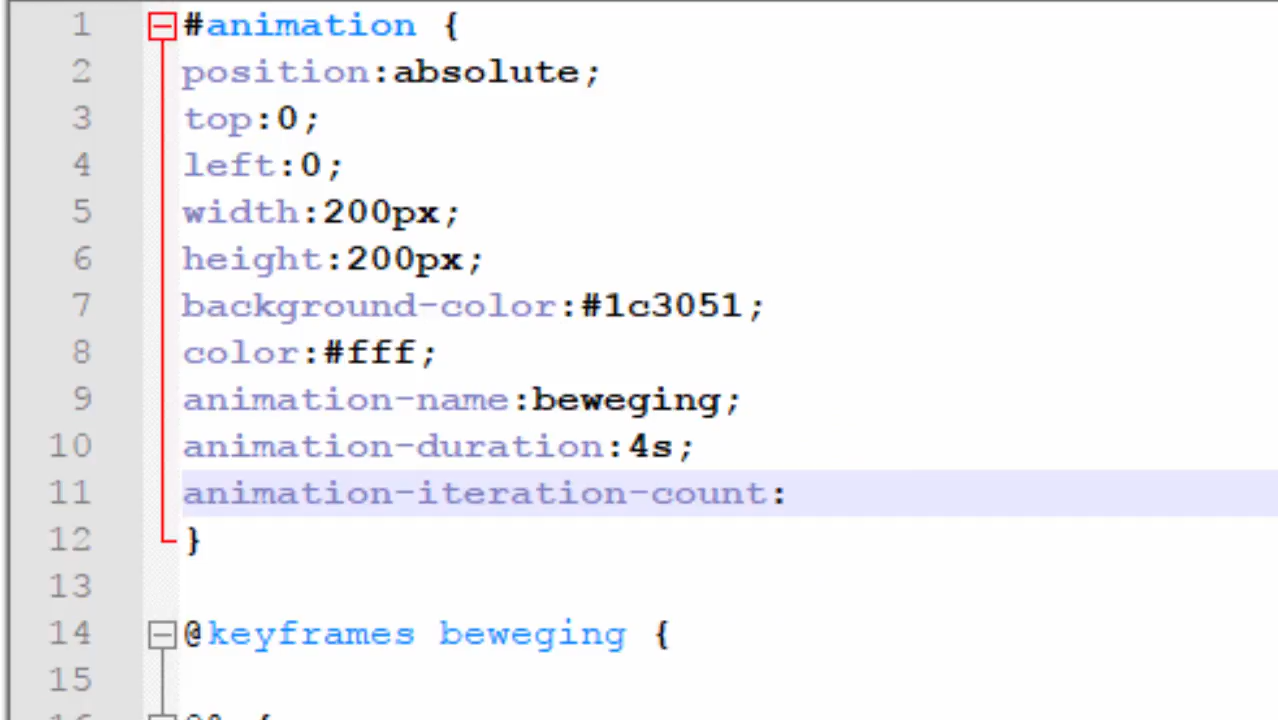 1 #animation {
2 position:absolute;
3 top:0;
4 left:0;
5 width:200px;
6 height:200px;
7 background-color:#1c3051;
8 color:#fff;
9 animation-name:beweging;
10 animation-duration:4s;
11 animation-iteration-count:
12 }
13
14 @keyframes beweging {
15